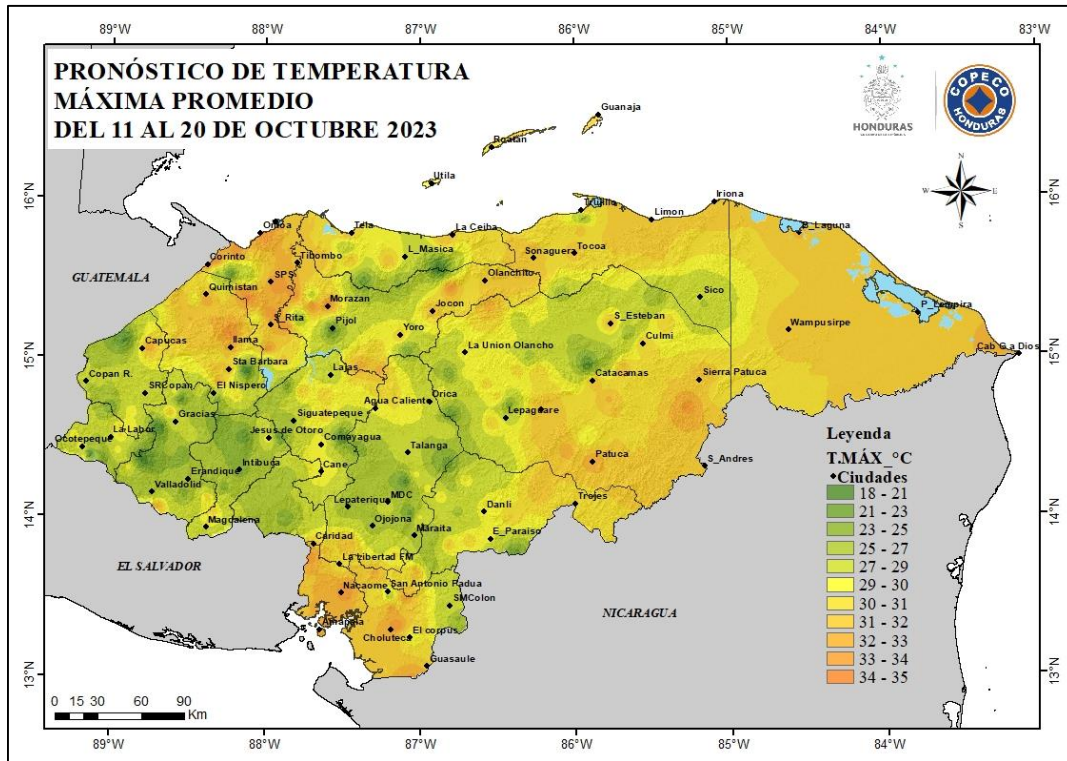 89°W 88°W 87°W 86°W 85°W 84°W 83°W
PRONÓSTICO DE TEMPERATURA
MÁXIMA PROMEDIO
DEL 11 AL 20 DE OCTUBRE 2023
HONDURAS
COPECO
HONDURAS
N
W E
S
Guanaja
Roatan
Utila
16°N 16°N
Omoa
Tela
La Ceiba
Trujillo
Limon
Iriona
B_Laguna
Corinto
Tibombo
L_Masica
Sonaguera
Tocoa
GUATEMALA
Quimistan
SPS
Olanchito
Sico
Morazan
Jocon
P_Lempira
S_Rita
Pijol
Yoro
S_Esteban
Wampusirpe
Capucas
Ilama
La Union Olancho
Culmi
Cab G a Dios
15°N 15°N
Sta Barbara
Lajas
Copan R.
SRCopan
El Nispero
Catacamas
Sierra Patuca
Agua Caliente
Orica
Gracias
Siguatepeque
Lepaguare
La Labor
Jesus de Otoro
Comayagua
Ocotepeque
Talanga
Patuca
Erandique
Intibuca
Cane
S_Andres
Valladolid
Lepaterique
MDC
Danli
Trojes
14°N 14°N
Magdalena
Ojojona
Maraita
E_Paraiso
Caridad
La Libertad FM
EL SALVADOR
Nacaome
San Antonio Padua
SMColon
NICARAGUA
Amapala
Choluteca
El corpus
Guasaule
13°N 13°N
Leyenda
T.MÁX_°C
Ciudades
18 - 21
21 - 23
23 - 25
25 - 27
27 - 29
29 - 30
30 - 31
31 - 32
32 - 33
33 - 34
34 - 35
0 15 30 60 90
Km
89°W 88°W 87°W 86°W 85°W 84°W